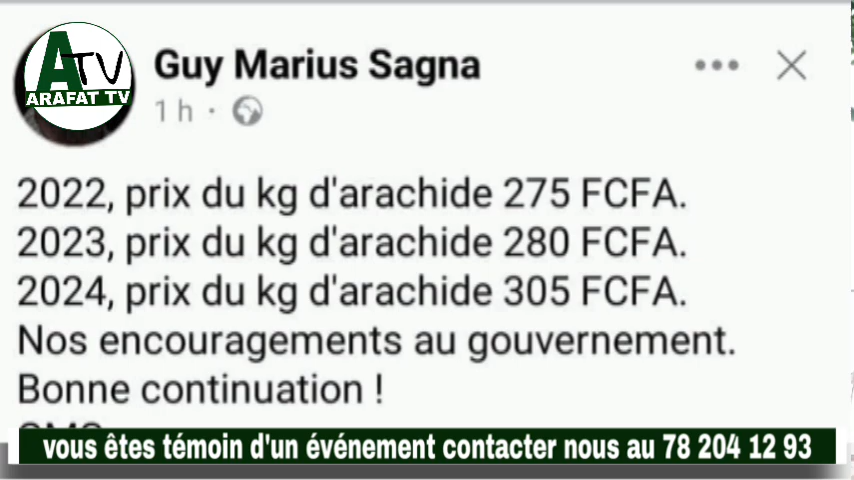 ATV
ARAFAT TV
Guy Marius Sagna
1 h
2022, prix du kg d'arachide 275 FCFA.
2023, prix du kg d'arachide 280 FCFA.
2024, prix du kg d'arachide 305 FCFA.
Nos encouragements au gouvernement.
Bonne continuation !
vous êtes témoin d'un événement contacter nous au 78 204 12 93